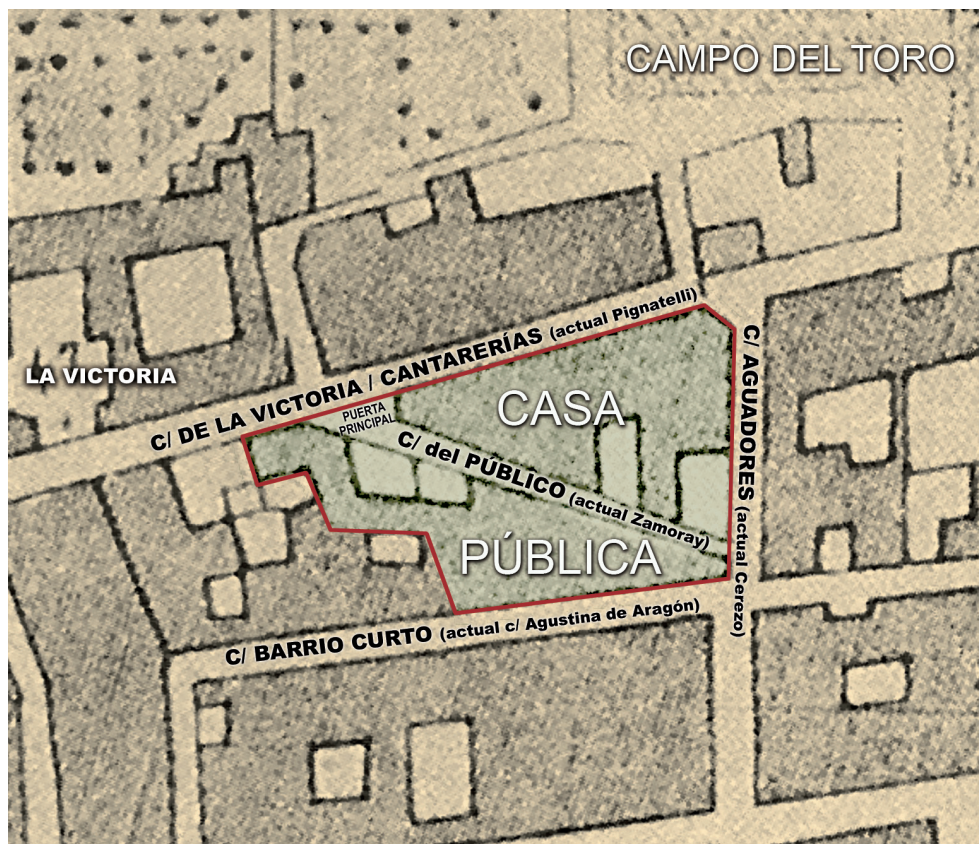 CAMPO DEL TORO
LA VICTORIA
C/ DE LA VICTORIA / CANTARERÍAS (actual Pignatelli)
PUERTA
PRINCIPAL
CASA
C/ del PÚBLICO (actual Zamoray)
PÚBLICA
C/ AGUADORES (actual Cerezo)
C/ BARRIO CURTO (actual c/ Agustina de Aragón)